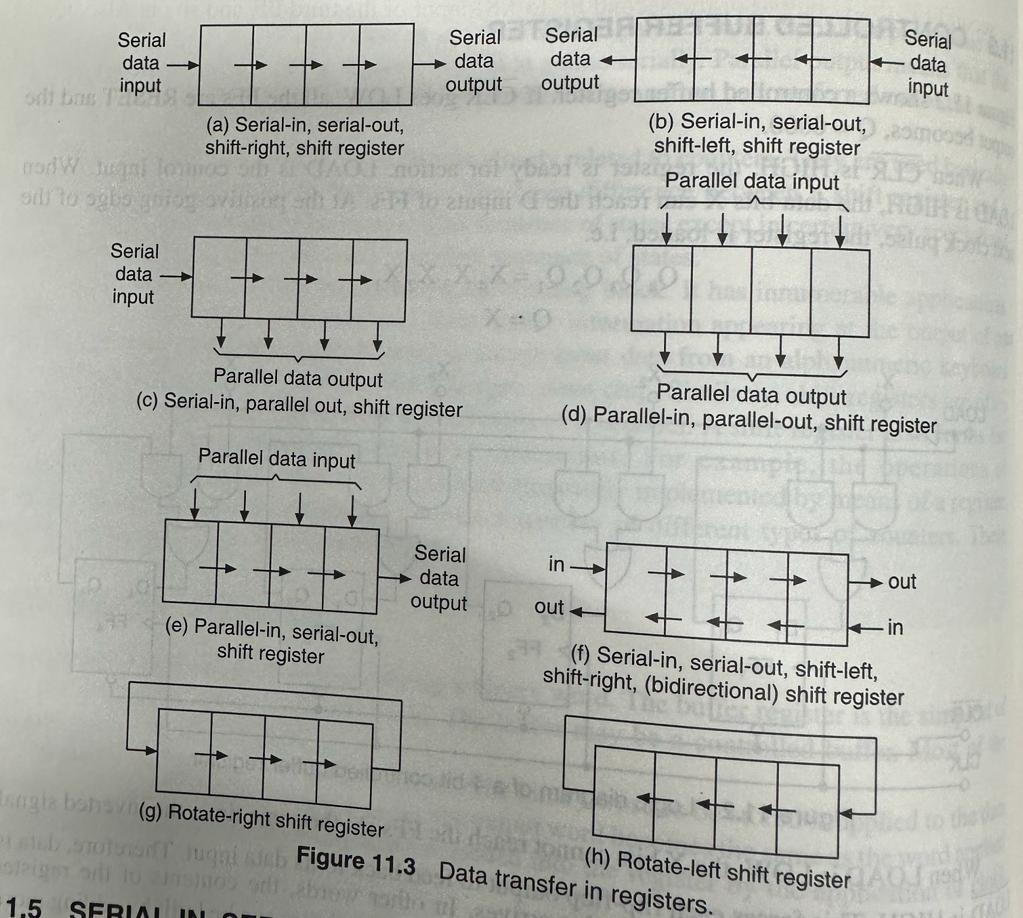 Serial
data
input
Serial
data
output
(a) Serial-in, serial-out,
shift-right, shift register
Serial
data
output
Serial
data
input
(b) Serial-in, serial-out,
shift-left, shift register
Serial
data
input
Parallel data output
(c) Serial-in, parallel out, shift register
Parallel data input
Parallel data output
(d) Parallel-in, parallel-out, shift register
Parallel data input
Serial
data
output
(e) Parallel-in, serial-out,
shift register
in
out
out
in
(f) Serial-in, serial-out, shift-left,
shift-right, (bidirectional) shift register
(g) Rotate-right shift register
(h) Rotate-left shift register
Figure 11.3 Data transfer in registers.
1.5 SERIAL IN